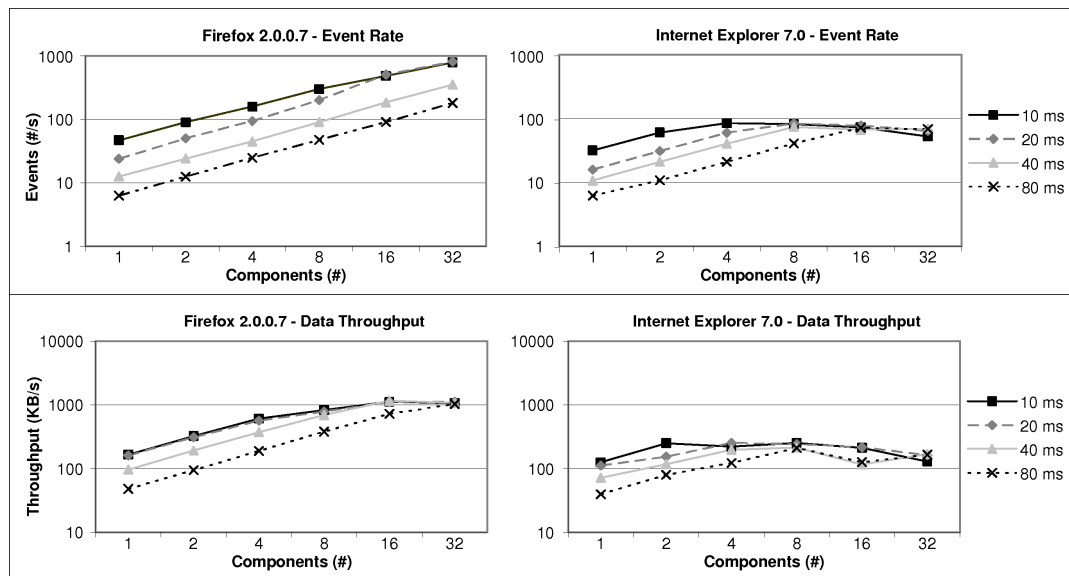 Firefox 2.0.0.7 - Event Rate
Events (#/s)
1000
100
10
1
1 2 4 8 16 32
Components (#)
Internet Explorer 7.0 - Event Rate
1000
100
10
1
1 2 4 8 16 32
Components (#)
10 ms
20 ms
40 ms
80 ms
Firefox 2.0.0.7 - Data Throughput
Throughput (KB/s)
10000
1000
100
10
1 2 4 8 16 32
Components (#)
Internet Explorer 7.0 - Data Throughput
10000
1000
100
10
1 2 4 8 16 32
Components (#)
10 ms
20 ms
40 ms
80 ms